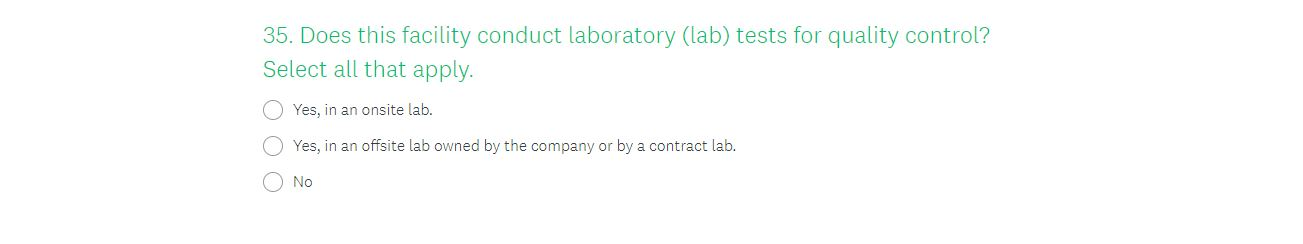 35. Does this facility conduct laboratory (lab) tests for quality control?
Select all that apply.
Yes, in an onsite lab.
Yes, in an offsite lab owned by the company or by a contract lab.
No